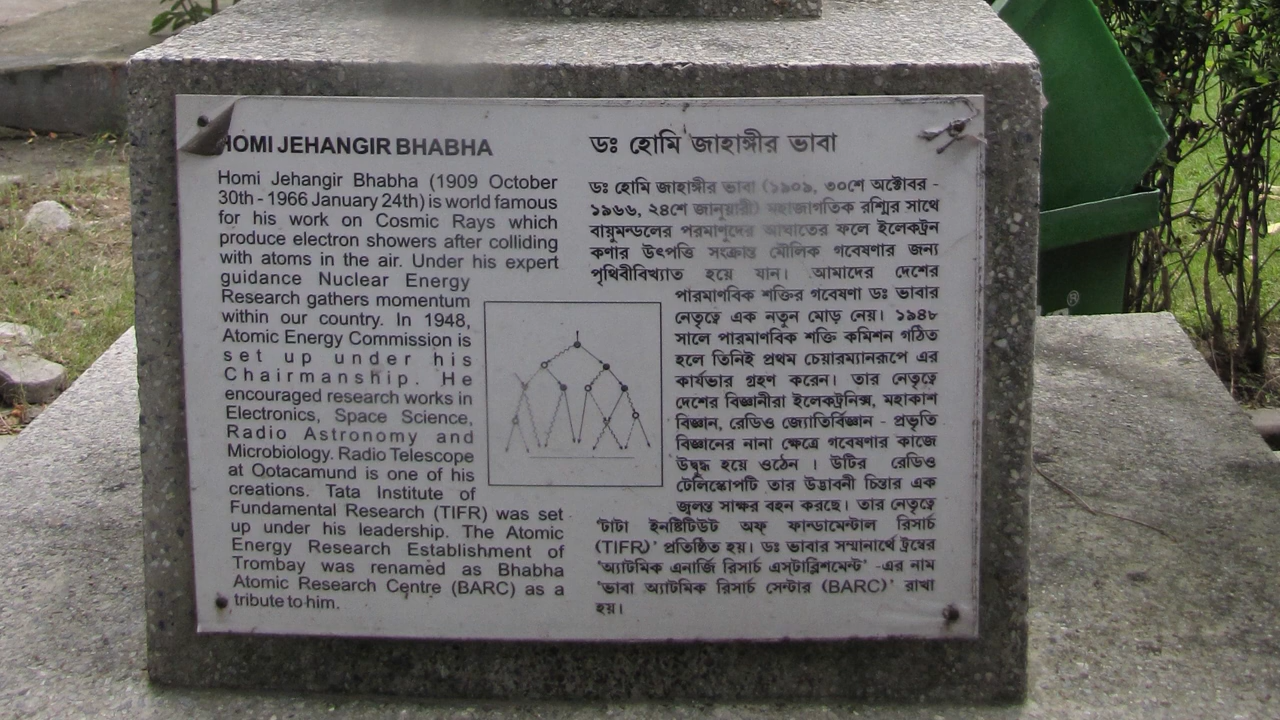 HOMI JEHANGIR BHABHA
Homi Jehangir Bhabha (1909 October
30th - 1966 January 24th) is world famous
for his work on Cosmic Rays which
produce electron showers after colliding
with atoms in the air. Under his expert
guidance Nuclear Energy
Research gathers momentum
within our country. In 1948,
Atomic Energy Commission is
set up under his
Chairmanship. He
encouraged research works in
Electronics, Space Science,
Radio Astronomy and
Microbiology. Radio Telescope
at Ootacamund is one of his
creations. Tata Institute of
Fundamental Research (TIFR) was set
up under his leadership. The Atomic
Energy Research Establishment of
Trombay was renamed as Bhabha
Atomic Research Centre (BARC) as a
tribute to him.
ডঃ হোমি জাহাঙ্গীর ভাবা
ডঃ হোমি জাহাঙ্গীর ভাবা (১৯০৯, ৩০শে অক্টোবর -
১৯৬৬, ২৪শে জানুয়ারী) মহাজাগতিক রশ্মির সাথে
বায়ুমন্ডলের পরমাণুদের আঘাতের ফলে ইলেকট্রন
কণার উৎপত্তি সংক্রান্ত মৌলিক গবেষণার জন্য
পৃথিবীবিখ্যাত হয়ে যান। আমাদের দেশের
পারমাণবিক শক্তির গবেষণা ডঃ ভাবার
নেতৃত্বে এক নতুন মোড় নেয়। ১৯৪৮
সালে পারমাণবিক শক্তি কমিশন গঠিত
হলে তিনিই প্রথম চেয়ারম্যানরূপে এর
কার্যভার গ্রহণ করেন। তার নেতৃত্বে
দেশের বিজ্ঞানীরা ইলেকট্রনিক্স, মহাকাশ
বিজ্ঞান, রেডিও জ্যোতির্বিজ্ঞান - প্রভৃতি
বিজ্ঞানের নানা ক্ষেত্রে গবেষণার কাজে
উদ্বুদ্ধ হয়ে ওঠেন । উটির রেডিও
টেলিস্কোপটি তার উদ্ভাবনী চিন্তার এক
জ্বলন্ত সাক্ষর বহন করছে। তার নেতৃত্বে
'টাটা ইনষ্টিটিউট অফ্ ফান্ডামেন্টাল রিসার্চ
(TIFR)' প্রতিষ্ঠিত হয়। ডঃ ভাবার সম্মানার্থে ট্রম্বের
'অ্যাটমিক এনার্জি রিসার্চ এস্টাব্লিশমেন্ট' -এর নাম
'ভাবা অ্যাটমিক রিসার্চ সেন্টার (BARC)' রাখা
হয়।
®